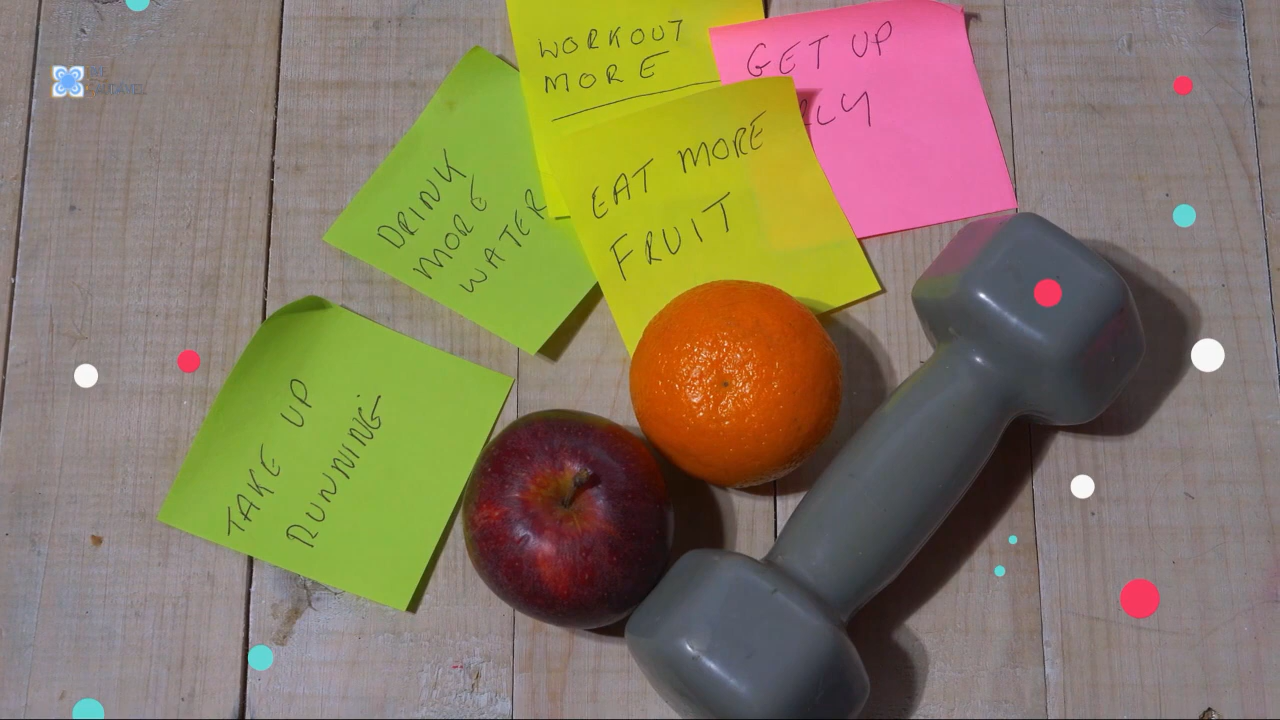 WORKOUT
MORE
GET UP
DRINK
MORE
WATER
EAT MORE
FRUIT
TAKE UP
RUNNING